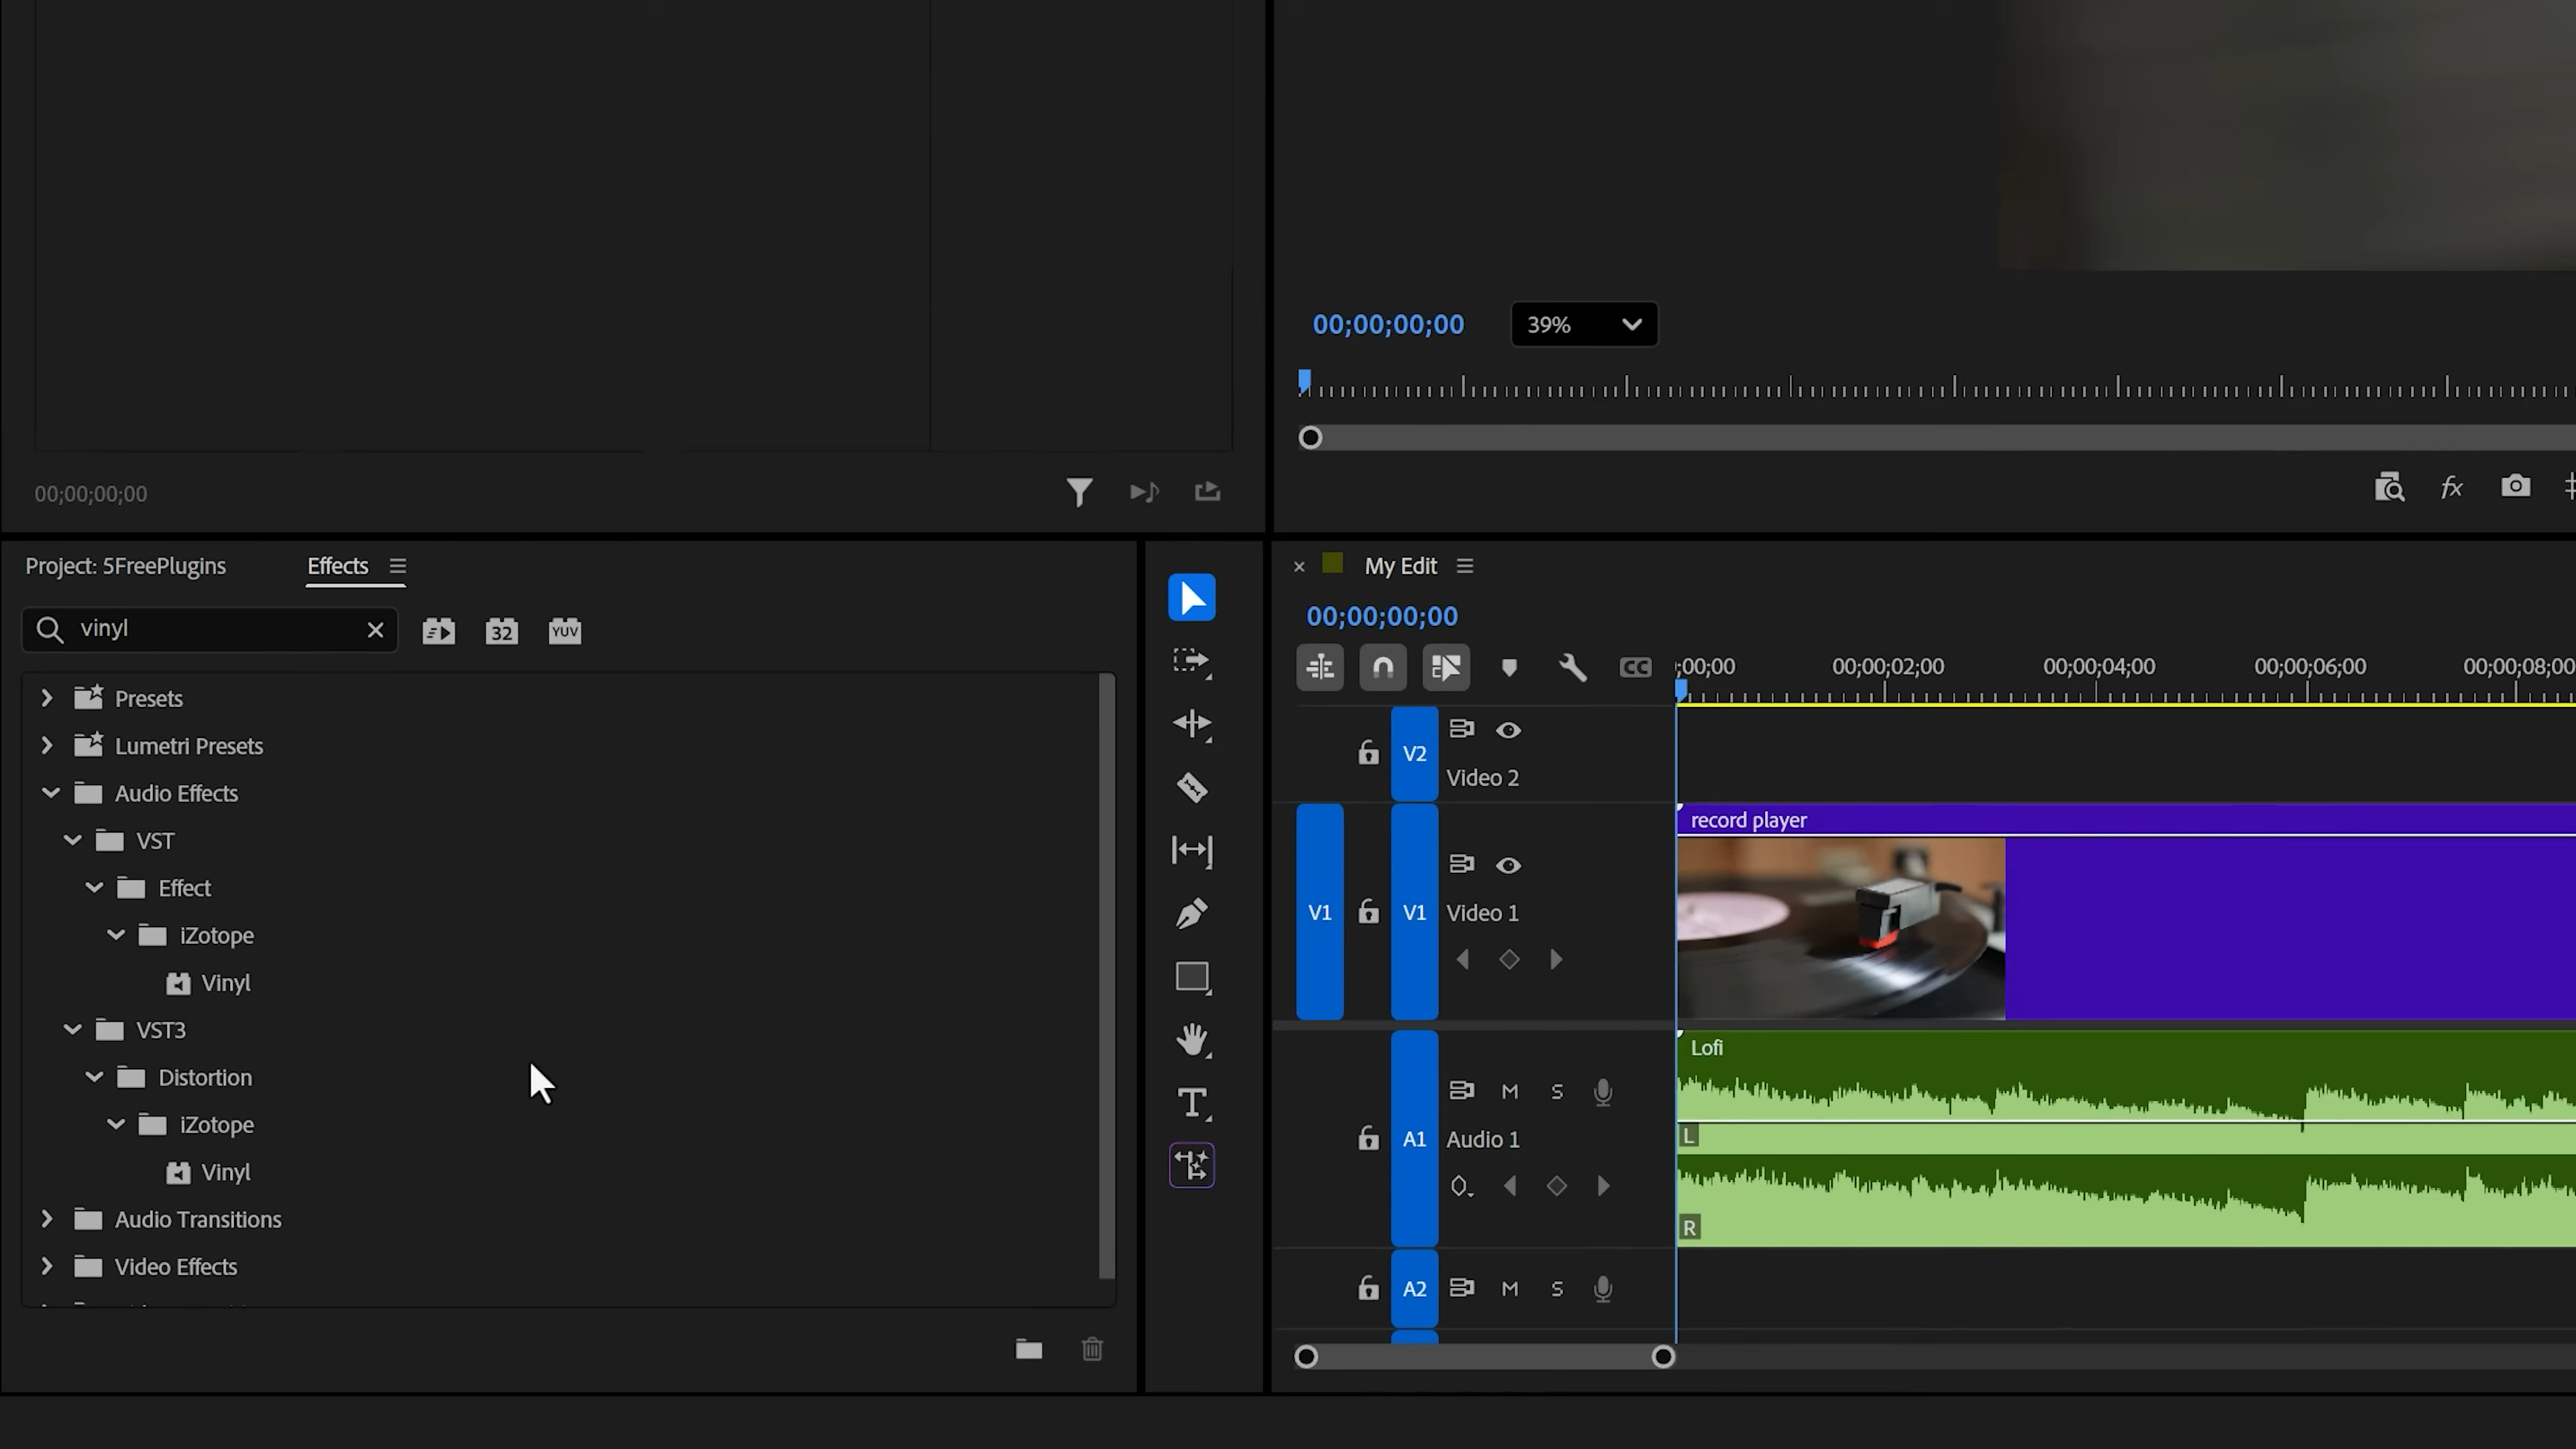 00;00;00;00
39%
00;00;00;00
Project: 5FreePlugins
Effects
vinyl
32
YUV
Presets
Lumetri Presets
Audio Effects
VST
Effect
iZotope
Vinyl
VST3
Distortion
iZotope
Vinyl
Audio Transitions
Video Effects
T
fx
My Edit
00;00;00;00
CC
;00;00
00;00;02;00
00;00;04;00
00;00;06;00
00;00;08;00
V2
Video 2
V1
V1
Video 1
record player
A1
M
S
Audio 1
Lofi
L
R
A2
M
S